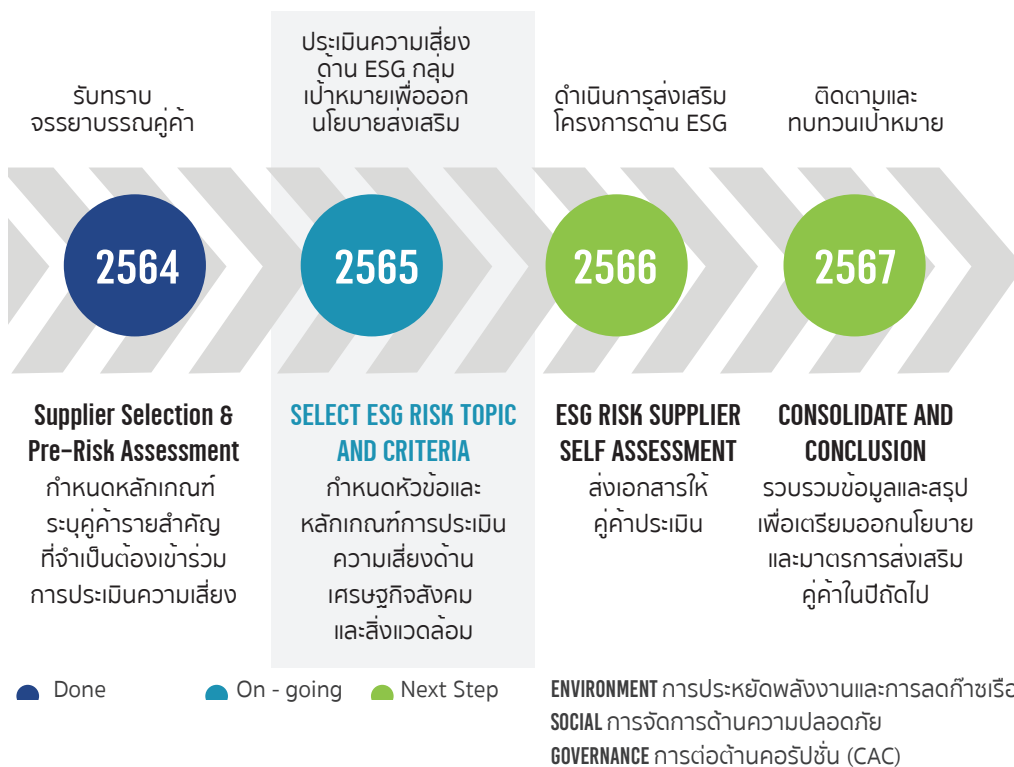 รับทราบ
จรรยาบรรณคู่ค้า
ประเมินความเสี่ยง
ด้าน ESG กลุ่ม
เป้าหมายเพื่อออก
นโยบายส่งเสริม
ดำเนินการส่งเสริม
โครงการด้าน ESG
ติดตามและ
ทบทวนเป้าหมาย
2564
2565
2566
2567
Supplier Selection &
Pre-Risk Assessment
กำหนดหลักเกณฑ์
ระบุคู่ค้ารายสำคัญ
ที่จำเป็นต้องเข้าร่วม
การประเมินความเสี่ยง
SELECT ESG RISK TOPIC
AND CRITERIA
กำหนดหัวข้อและ
หลักเกณฑ์การประเมิน
ความเสี่ยงด้าน
เศรษฐกิจสังคม
และสิ่งแวดล้อม
ESG RISK SUPPLIER
SELF ASSESSMENT
ส่งเอกสารให้
คู่ค้าประเมิน
CONSOLIDATE AND
CONCLUSION
รวบรวมข้อมูลและสรุป
เพื่อเตรียมออกนโยบาย
และมาตรการส่งเสริม
คู่ค้าในปีถัดไป
Done
On - going
Next Step
ENVIRONMENT การประหยัดพลังงานและการลดก๊าซเรือ
SOCIAL การจัดการด้านความปลอดภัย
GOVERNANCE การต่อต้านคอรัปชั่น (CAC)